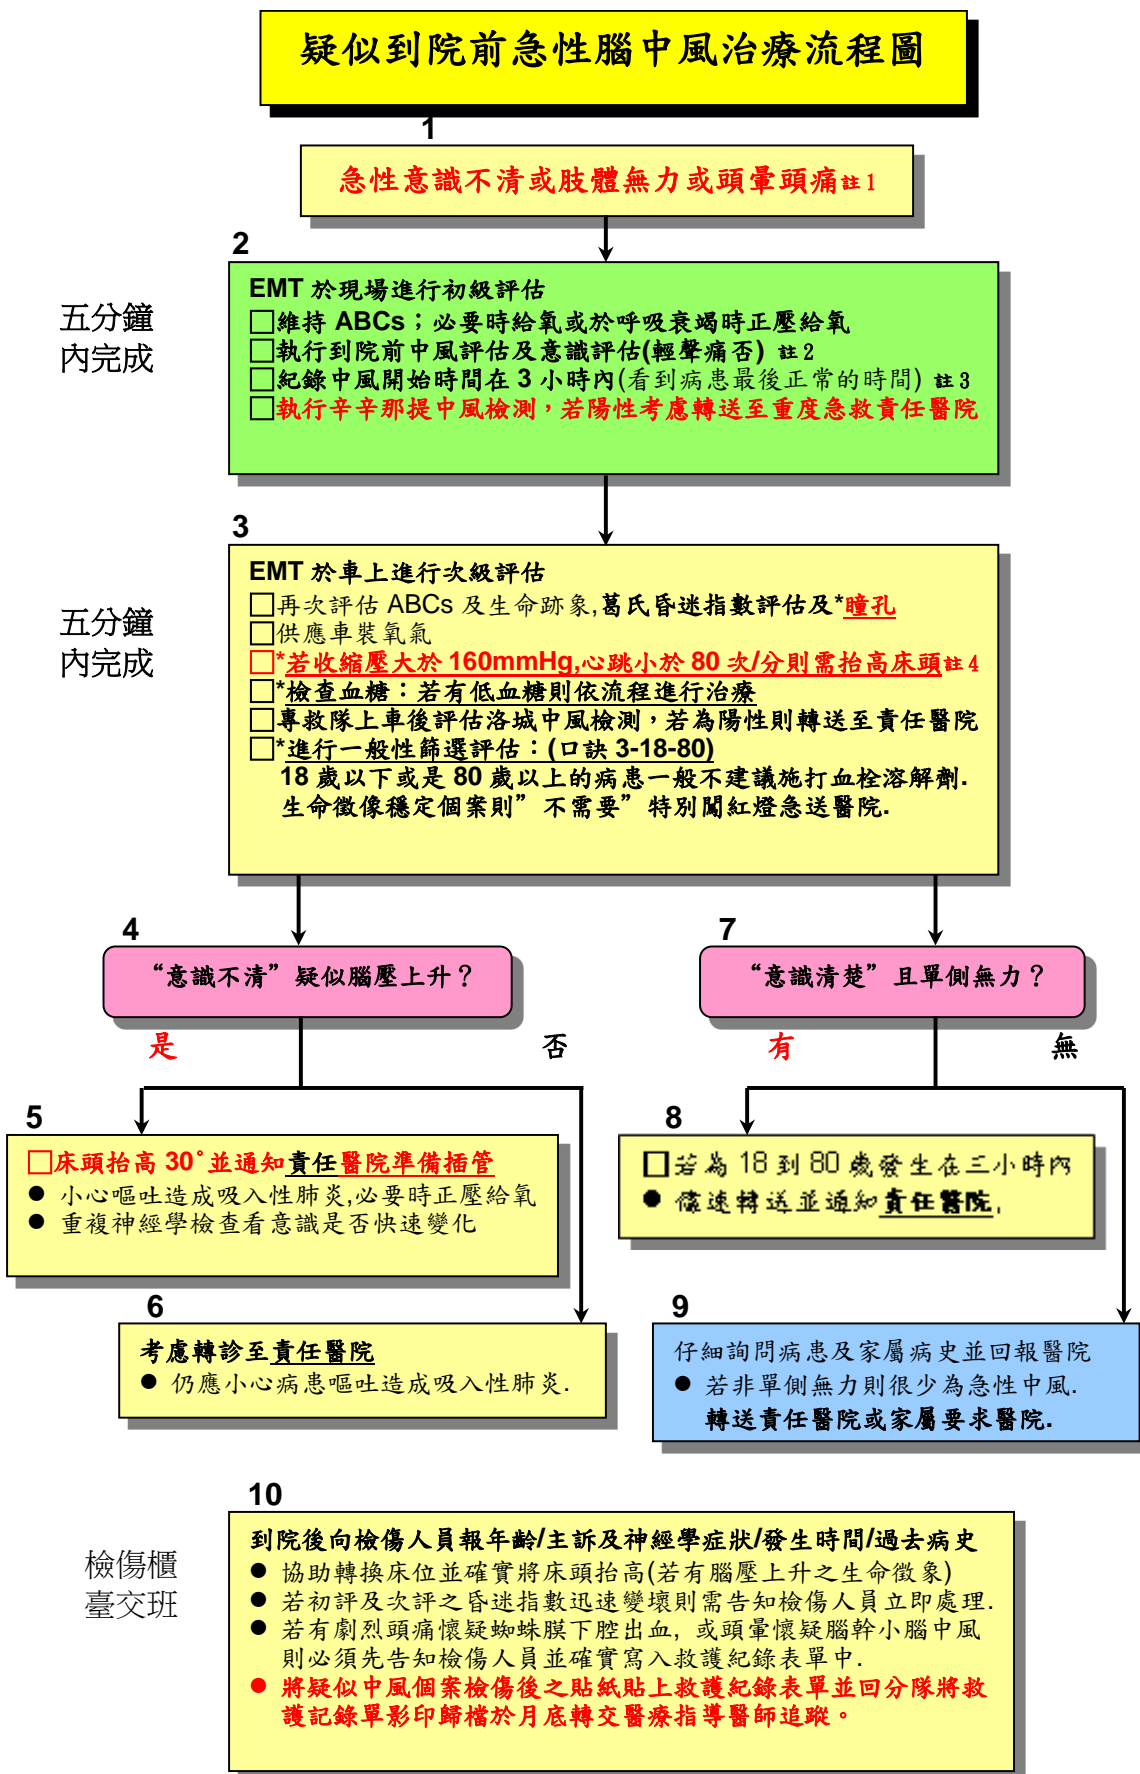 疑似到院前急性腦中風治療流程圖
1
急性意識不清或肢體無力或頭暈頭痛註1
2
五分鐘
內完成
EMT 於現場進行初級評估
□維持 ABCs；必要時給氧或於呼吸衰竭時正壓給氧
□執行到院前中風評估及意識評估(輕聲痛否) 註2
□紀錄中風開始時間在 3 小時內(看到病患最後正常的時間) 註3
□執行辛辛那提中風檢測，若陽性考慮轉送至重度急救責任醫院
3
五分鐘
內完成
EMT 於車上進行次級評估
□再次評估 ABCs 及生命跡象,葛氏昏迷指數評估及*瞳孔
□供應車裝氧氣
□*若收縮壓大於 160mmHg,心跳小於 80 次/分則需抬高床頭註4
□*檢查血糖：若有低血糖則依流程進行治療
□專救隊上車後評估洛城中風檢測，若為陽性則轉送至責任醫院
□*進行一般性篩選評估：(口訣 3-18-80)
18 歲以下或是 80 歲以上的病患一般不建議施打血栓溶解劑.
生命徵像穩定個案則”不需要”特別闖紅燈急送醫院.
4
“意識不清”疑似腦壓上升？
是
否
7
“意識清楚”且單側無力？
有
無
5
□床頭抬高 30°並通知責任醫院準備插管
● 小心嘔吐造成吸入性肺炎,必要時正壓給氧
● 重複神經學檢查看意識是否快速變化
8
□若為 18 到 80 歲發生在三小時內
● 儘速轉送並通知責任醫院.
6
考慮轉診至責任醫院
● 仍應小心病患嘔吐造成吸入性肺炎.
9
仔細詢問病患及家屬病史並回報醫院
● 若非單側無力則很少為急性中風.
轉送責任醫院或家屬要求醫院.
10
檢傷櫃
臺交班
到院後向檢傷人員報年齡/主訴及神經學症狀/發生時間/過去病史
● 協助轉換床位並確實將床頭抬高(若有腦壓上升之生命徵象)
● 若初評及次評之昏迷指數迅速變壞則需告知檢傷人員立即處理.
● 若有劇烈頭痛懷疑蜘蛛膜下腔出血, 或頭暈懷疑腦幹小腦中風
則必須先告知檢傷人員並確實寫入救護紀錄表單中.
● 將疑似中風個案檢傷後之貼紙貼上救護紀錄表單並回分隊將救
護記錄單影印歸檔於月底轉交醫療指導醫師追蹤。